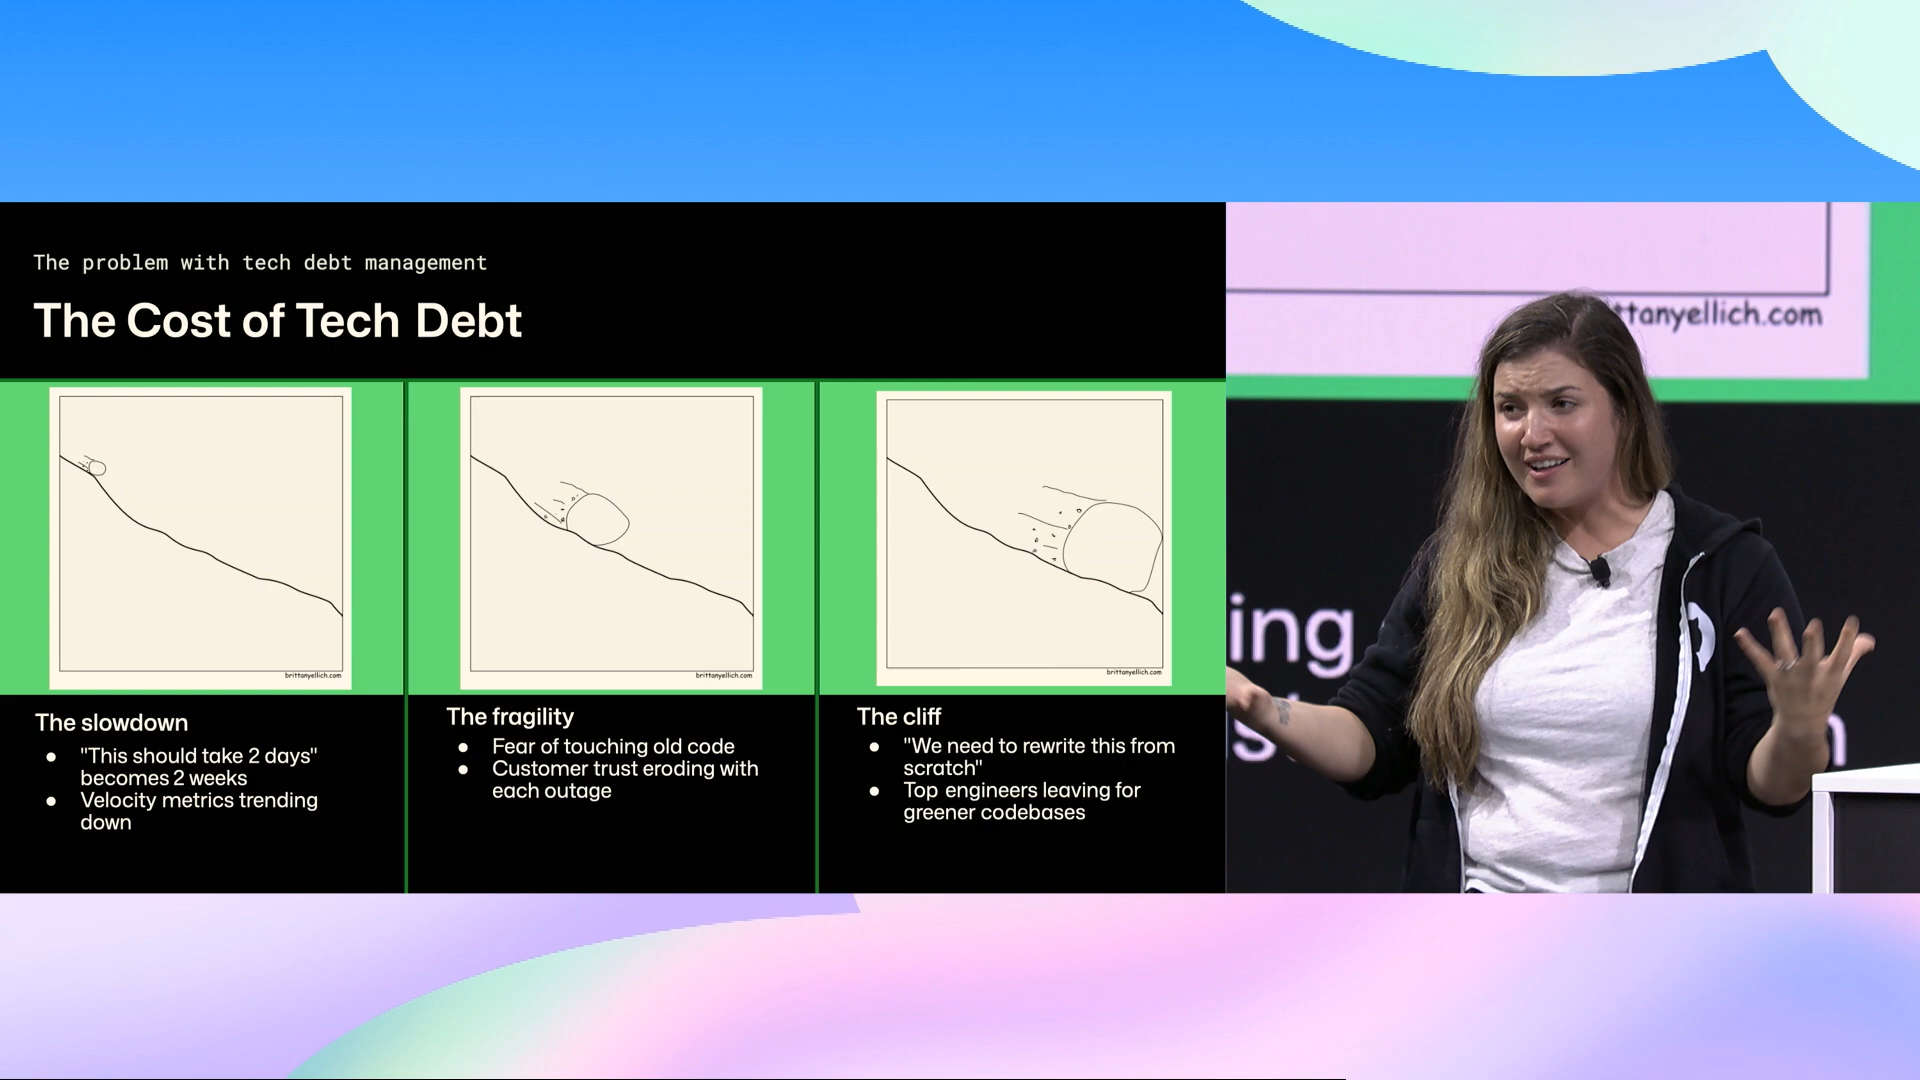 The problem with tech debt management
The Cost of Tech Debt
brittanyellich.com
brittanyellich.com
brittanyellich.com
The slowdown
● "This should take 2 days"
becomes 2 weeks
● Velocity metrics trending
down
The fragility
● Fear of touching old code
● Customer trust eroding with
each outage
The cliff
● "We need to rewrite this from
scratch"
● Top engineers leaving for
greener codebases
ttanyellich.com
ing